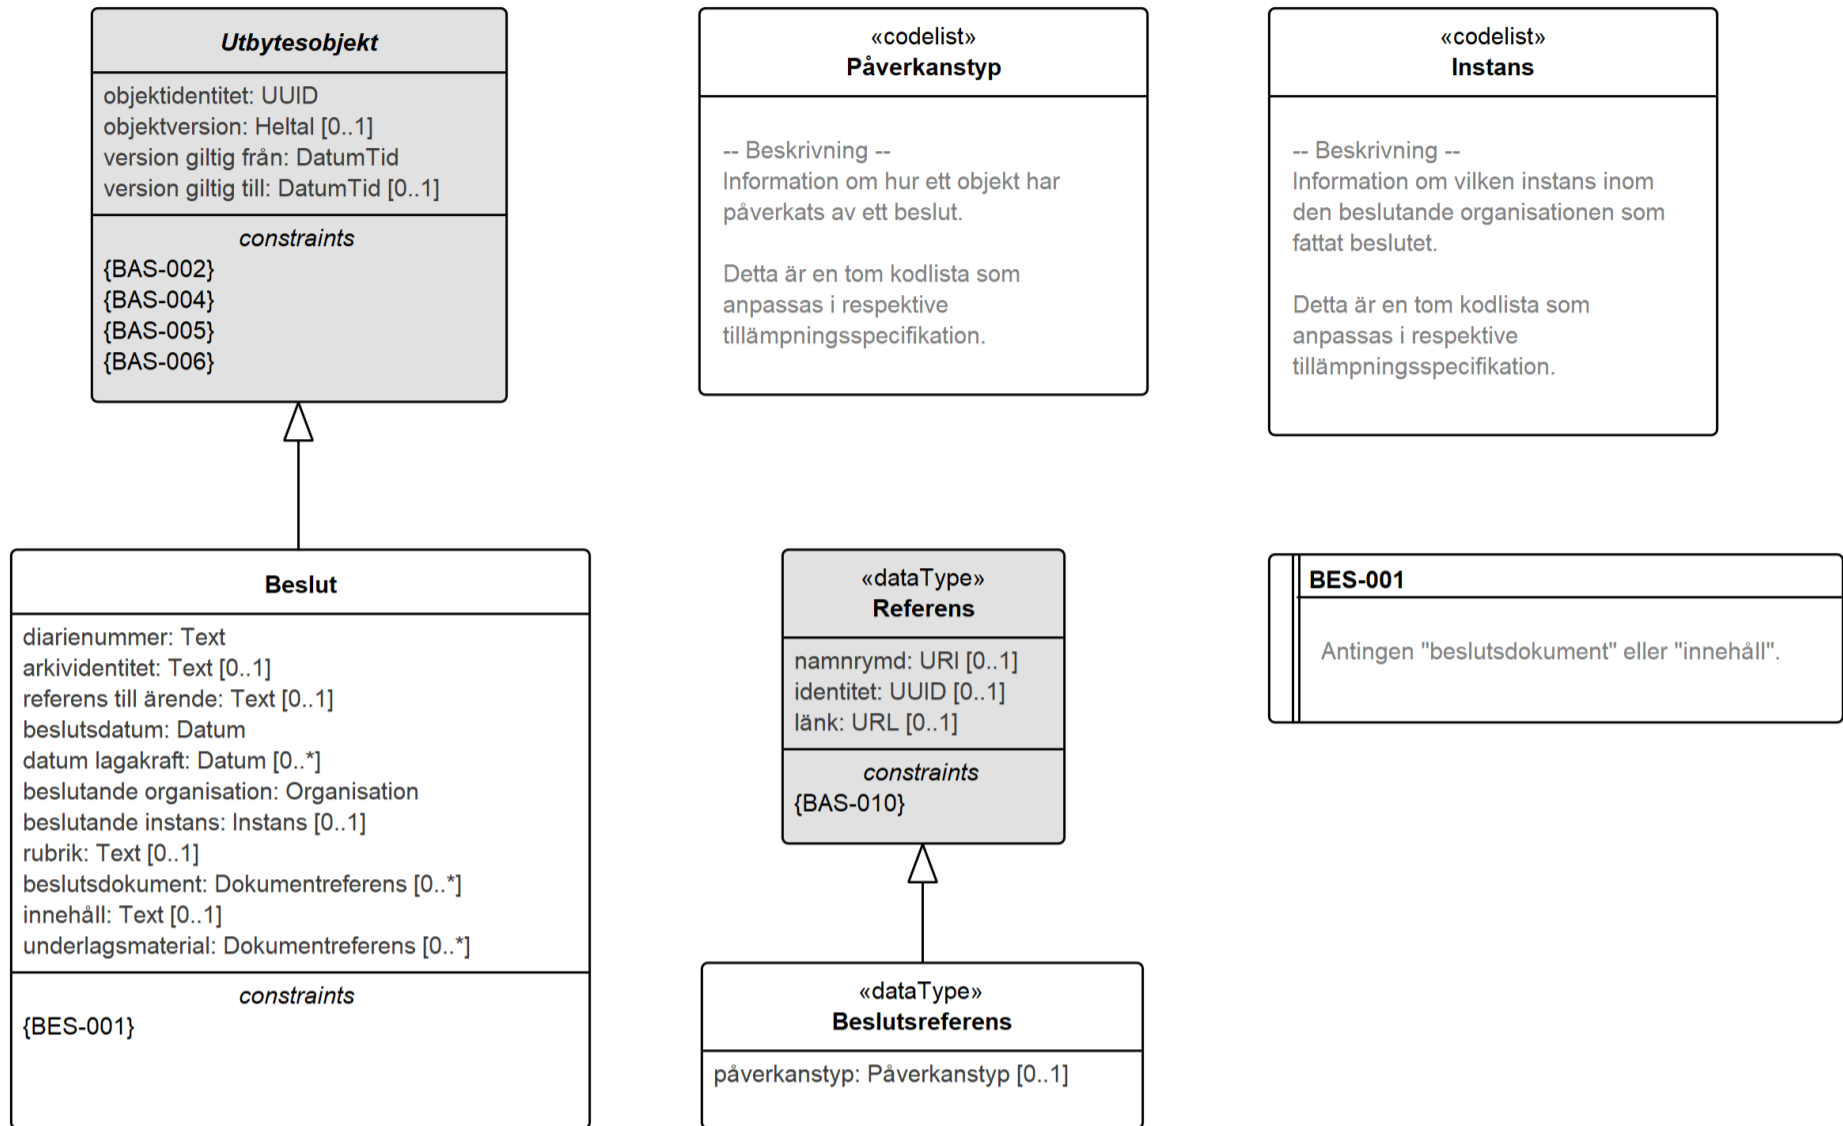 Utbytesobjekt
objektidentitet: UUID
objektversion: Heltal [0..1]
version giltig från: DatumTid
version giltig till: DatumTid [0..1]
constraints
{BAS-002}
{BAS-004}
{BAS-005}
{BAS-006}
«codelist»
Påverkanstyp
-- Beskrivning --
Information om hur ett objekt har
påverkats av ett beslut.
Detta är en tom kodlista som
anpassas i respektive
tillämpningsspecifikation.
«codelist»
Instans
-- Beskrivning --
Information om vilken instans inom
den beslutande organisationen som
fattat beslutet.
Detta är en tom kodlista som
anpassas i respektive
tillämpningsspecifikation.
Beslut
diarienummer: Text
arkividentitet: Text [0..1]
referens till ärende: Text [0..1]
beslutsdatum: Datum
datum lagakraft: Datum [0..*]
beslutande organisation: Organisation
beslutande instans: Instans [0..1]
rubrik: Text [0..1]
beslutsdokument: Dokumentreferens [0..*]
innehåll: Text [0..1]
underlagsmaterial: Dokumentreferens [0..*]
constraints
{BES-001}
«dataType»
Referens
namnrymd: URI [0..1]
identitet: UUID [0..1]
länk: URL [0..1]
constraints
{BAS-010}
«dataType»
Beslutsreferens
påverkanstyp: Påverkanstyp [0..1]
BES-001
Antingen "beslutsdokument" eller "innehåll".